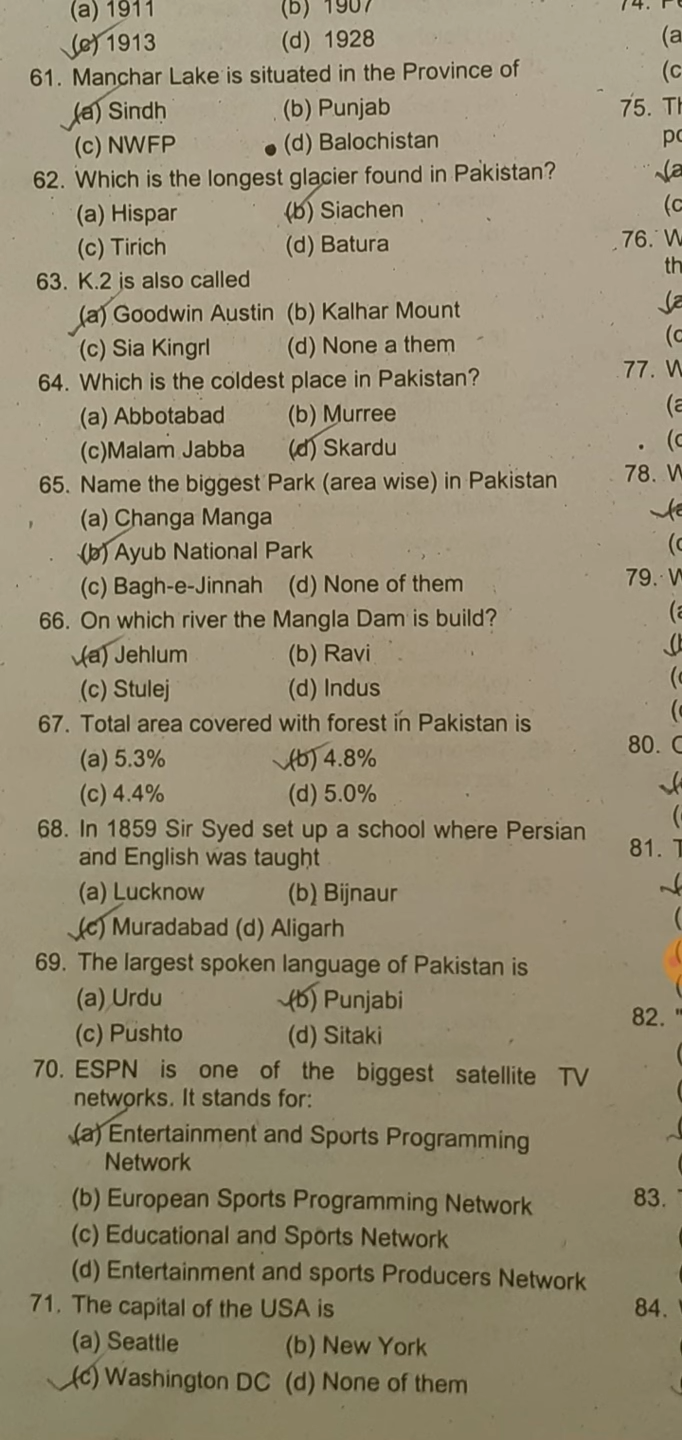 (a) 1911 (b) 1907
(c) 1913 (d) 1928
61. Manchar Lake is situated in the Province of
(a) Sindh (b) Punjab
(c) NWFP (d) Balochistan
62. Which is the longest glacier found in Pakistan?
(a) Hispar (b) Siachen
(c) Tirich (d) Batura
63. K.2 is also called
(a) Goodwin Austin (b) Kalhar Mount
(c) Sia Kingrl (d) None a them
64. Which is the coldest place in Pakistan?
(a) Abbotabad (b) Murree
(c)Malam Jabba (d) Skardu
65. Name the biggest Park (area wise) in Pakistan
(a) Changa Manga
(b) Ayub National Park
(c) Bagh-e-Jinnah (d) None of them
66. On which river the Mangla Dam is build?
(a) Jehlum (b) Ravi
(c) Stulej (d) Indus
67. Total area covered with forest in Pakistan is
(a) 5.3% (b) 4.8%
(c) 4.4% (d) 5.0%
68. In 1859 Sir Syed set up a school where Persian
and English was taught
(a) Lucknow (b) Bijnaur
(c) Muradabad (d) Aligarh
69. The largest spoken language of Pakistan is
(a) Urdu (b) Punjabi
(c) Pushto (d) Sitaki
70. ESPN is one of the biggest satellite TV
networks. It stands for:
(a) Entertainment and Sports Programming
Network
(b) European Sports Programming Network
(c) Educational and Sports Network
(d) Entertainment and sports Producers Network
71. The capital of the USA is
(a) Seattle (b) New York
(c) Washington DC (d) None of them
74.
75.
76.
77.
78.
79.
80.
81.
82.
83.
84.